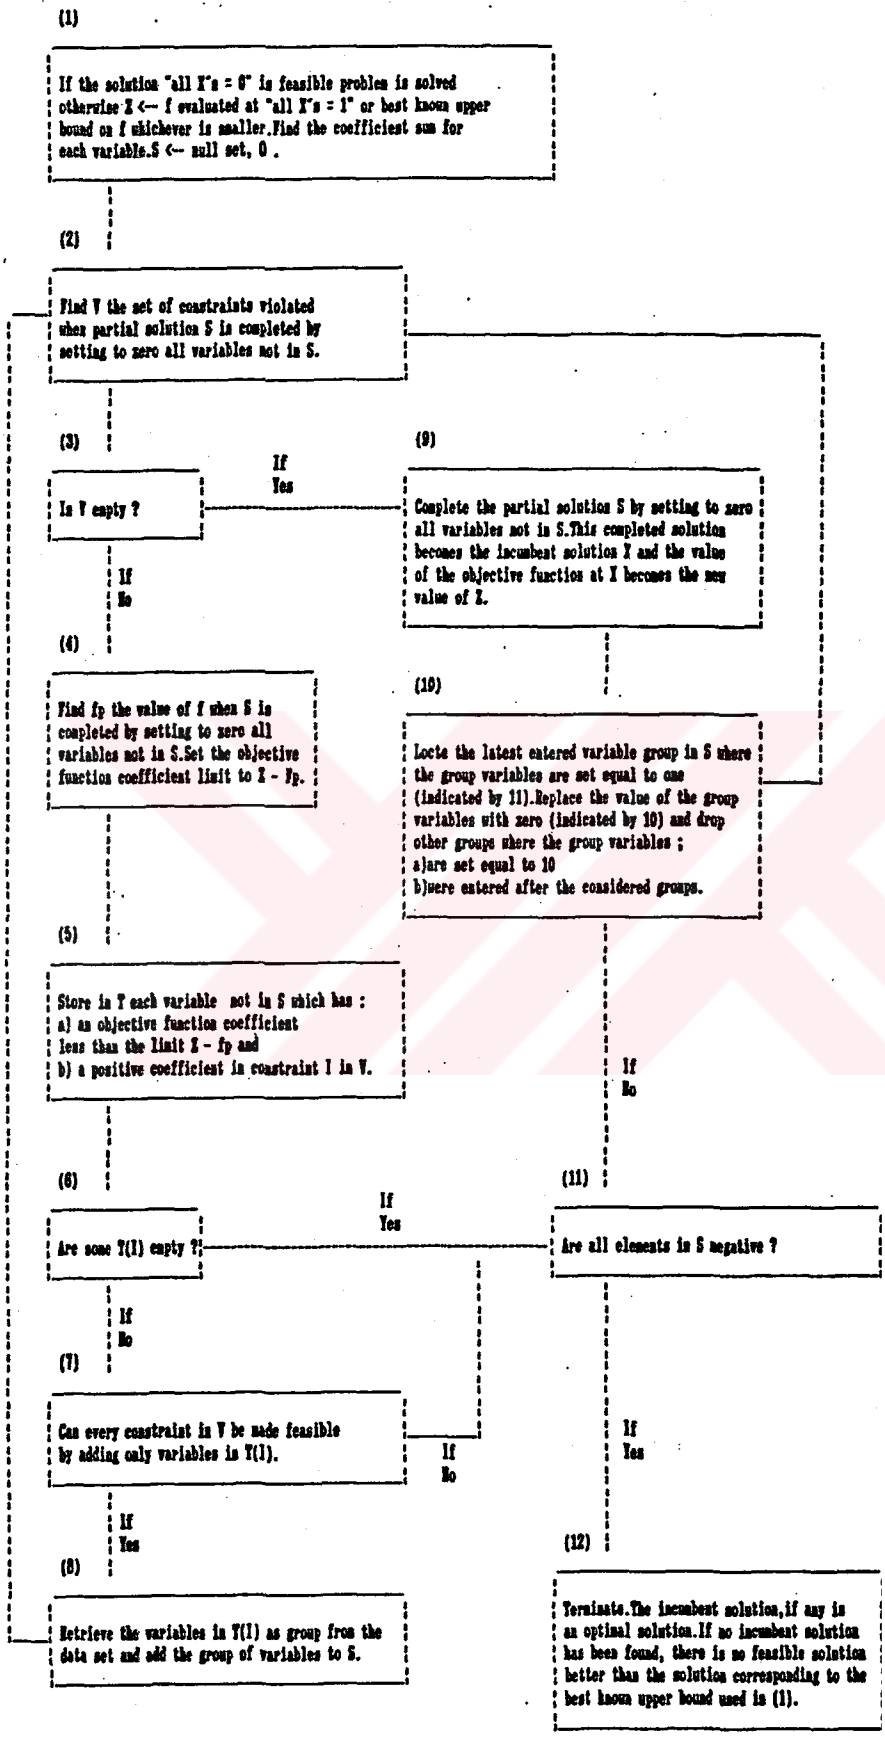 (1)
If the solution "all X's = 0" is feasible problem is solved
otherwise Z <-- f evaluated at "all X's = 1" or best known upper
bound on f whichever is smaller.Find the coefficient sum for
each variable.S <-- null set, 0 .
(2)
Find V the set of constraints violated
when partial solution S is completed by
setting to zero all variables not in S.
(3)
Is V empty ?
If
Yes
(9)
Complete the partial solution S by setting to zero
all variables not in S.This completed solution
becomes the incumbent solution X and the value
of the objective function at X becomes the new
value of Z.
If
No
(4)
Find fp the value of f when S is
completed by setting to zero all
variables not in S.Set the objective
function coefficient limit to Z - Fp.
(10)
Locte the latest entered variable group in S where
the group variables are set equal to one
(indicated by 11).Replace the value of the group
variables with zero (indicated by 10) and drop
other groups where the group variables ;
a)are set equal to 10
b)were entered after the considered groups.
(5)
Store in T each variable not in S which has :
a) an objective function coefficient
less than the limit Z - fp and
b) a positive coefficient in constraint I in V.
If
No
(6)
Are some T(I) empty ?
If
Yes
(11)
Are all elements in S negative ?
If
No
(7)
Can every constraint in V be made feasible
by adding only variables in T(I).
If
No
If
Yes
If
Yes
(8)
Retrieve the variables in T(I) as group from the
data set and add the group of variables to S.
(12)
Terminate.The incumbent solution,if any is
an optimal solution.If no incumbent solution
has been found, there is no feasible solution
better than the solution corresponding to the
best known upper bound used in (1).